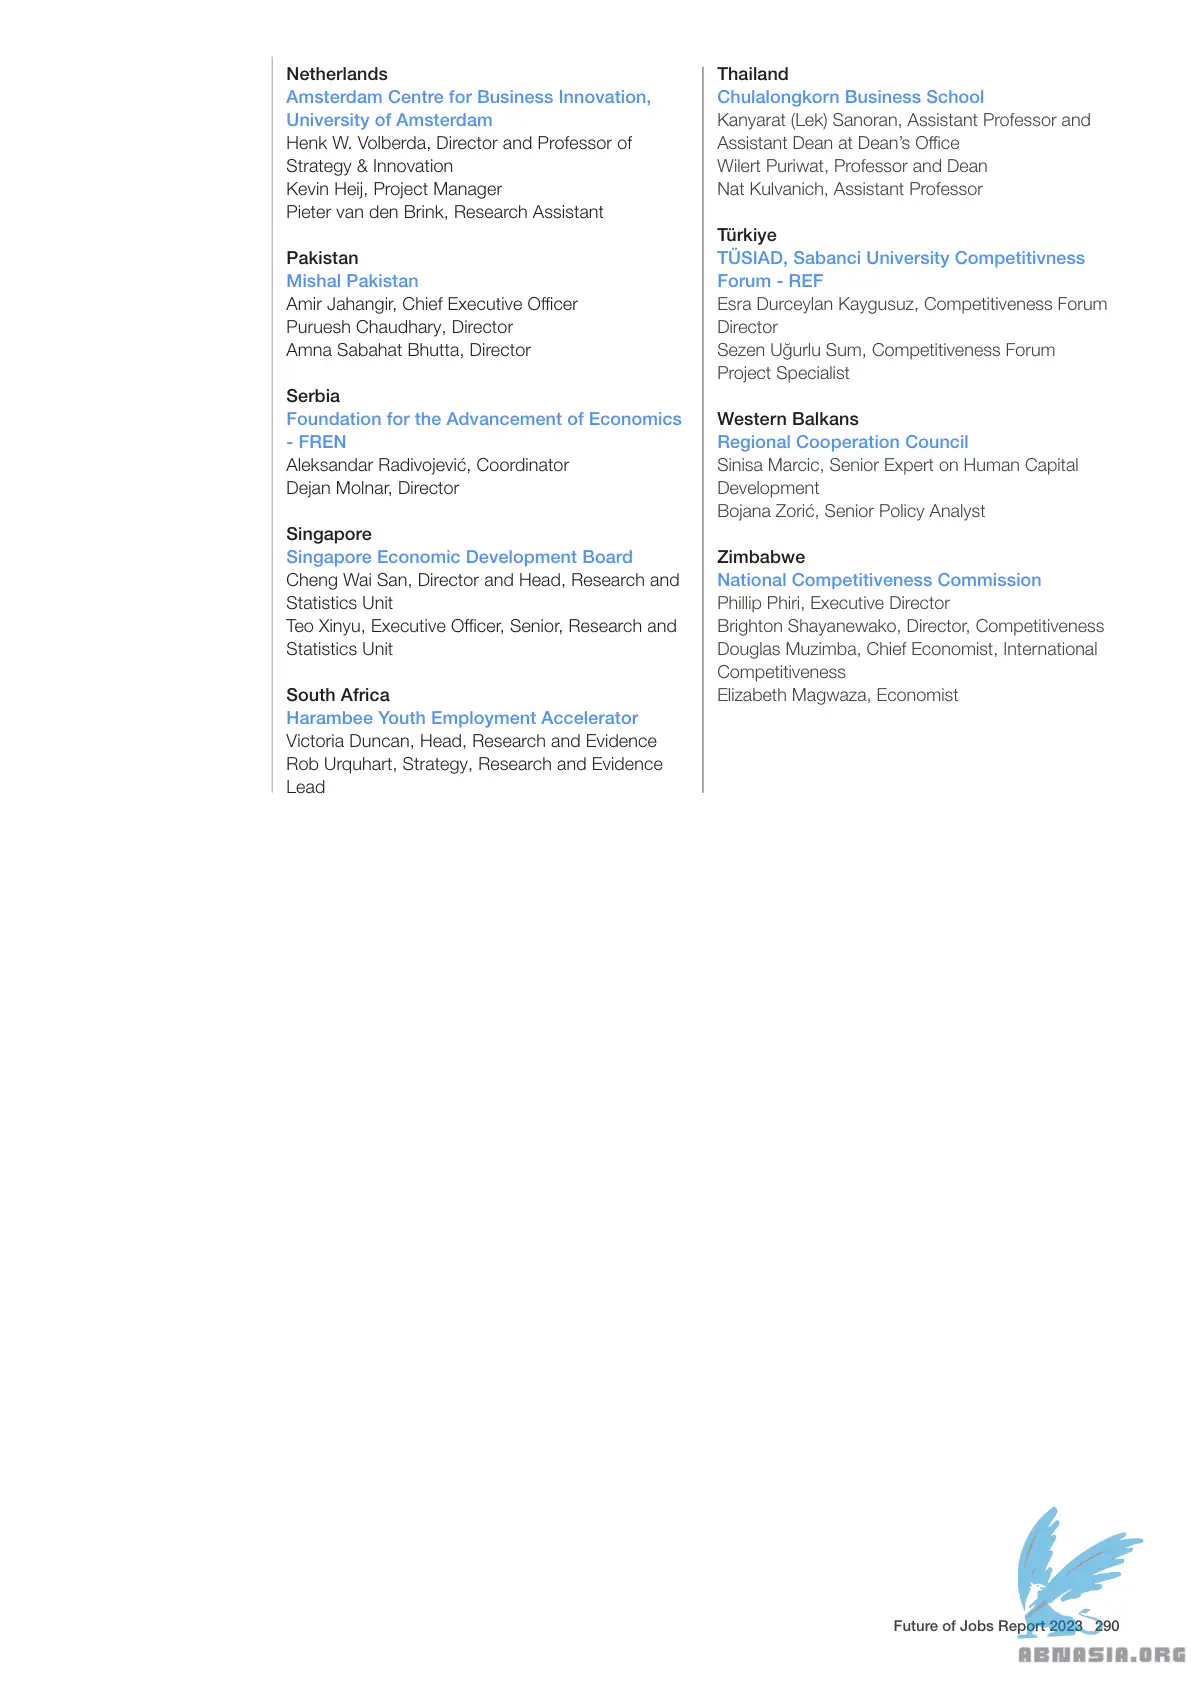 Netherlands
Amsterdam Centre for Business Innovation,
University of Amsterdam
Henk W. Volberda, Director and Professor of
Strategy & Innovation
Kevin Heij, Project Manager
Pieter van den Brink, Research Assistant
Pakistan
Mishal Pakistan
Amir Jahangir, Chief Executive Officer
Puruesh Chaudhary, Director
Amna Sabahat Bhutta, Director
Serbia
Foundation for the Advancement of Economics
- FREN
Aleksandar Radivojević, Coordinator
Dejan Molnar, Director
Singapore
Singapore Economic Development Board
Cheng Wai San, Director and Head, Research and
Statistics Unit
Teo Xinyu, Executive Officer, Senior, Research and
Statistics Unit
South Africa
Harambee Youth Employment Accelerator
Victoria Duncan, Head, Research and Evidence
Rob Urquhart, Strategy, Research and Evidence
Lead
Thailand
Chulalongkorn Business School
Kanyarat (Lek) Sanoran, Assistant Professor and
Assistant Dean at Dean’s Office
Wilert Puriwat, Professor and Dean
Nat Kulvanich, Assistant Professor
Türkiye
TÜSIAD, Sabanci University Competitivness
Forum - REF
Esra Durceylan Kaygusuz, Competitiveness Forum
Director
Sezen Uğurlu Sum, Competitiveness Forum
Project Specialist
Western Balkans
Regional Cooperation Council
Sinisa Marcic, Senior Expert on Human Capital
Development
Bojana Zorić, Senior Policy Analyst
Zimbabwe
National Competitiveness Commission
Phillip Phiri, Executive Director
Brighton Shayanewako, Director, Competitiveness
Douglas Muzimba, Chief Economist, International
Competitiveness
Elizabeth Magwaza, Economist
Future of Jobs Report 2023 290
ABNASIA.ORG